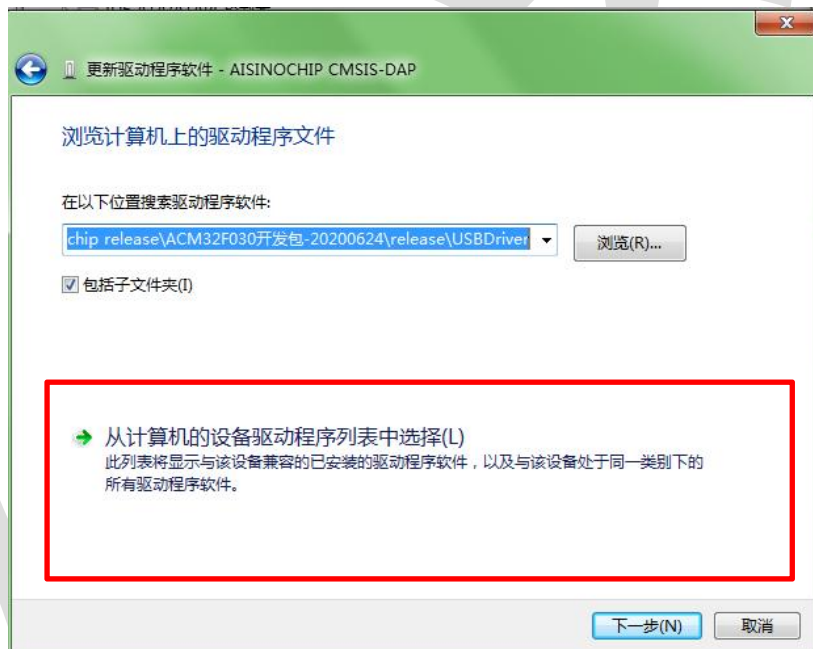 更新驱动程序软件 - AISINOCHIP CMSIS-DAP
浏览计算机上的驱动程序文件
在以下位置搜索驱动程序软件:
chip release\ACM32F030开发包-20200624\release\USBDriver
浏览(R)...
包括子文件夹(I)
从计算机的设备驱动程序列表中选择(L)
此列表将显示与该设备兼容的已安装的驱动程序软件，以及与该设备处于同一类别下的
所有驱动程序软件。
下一步(N)
取消